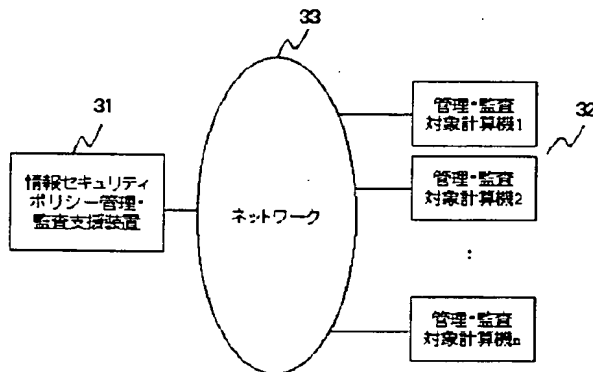 33
31
情報セキュリティ
ポリシー管理・
監査支援装置
ネットワーク
管理・監査
対象計算機1
32
管理・監査
対象計算機2
:
管理・監査
対象計算機n